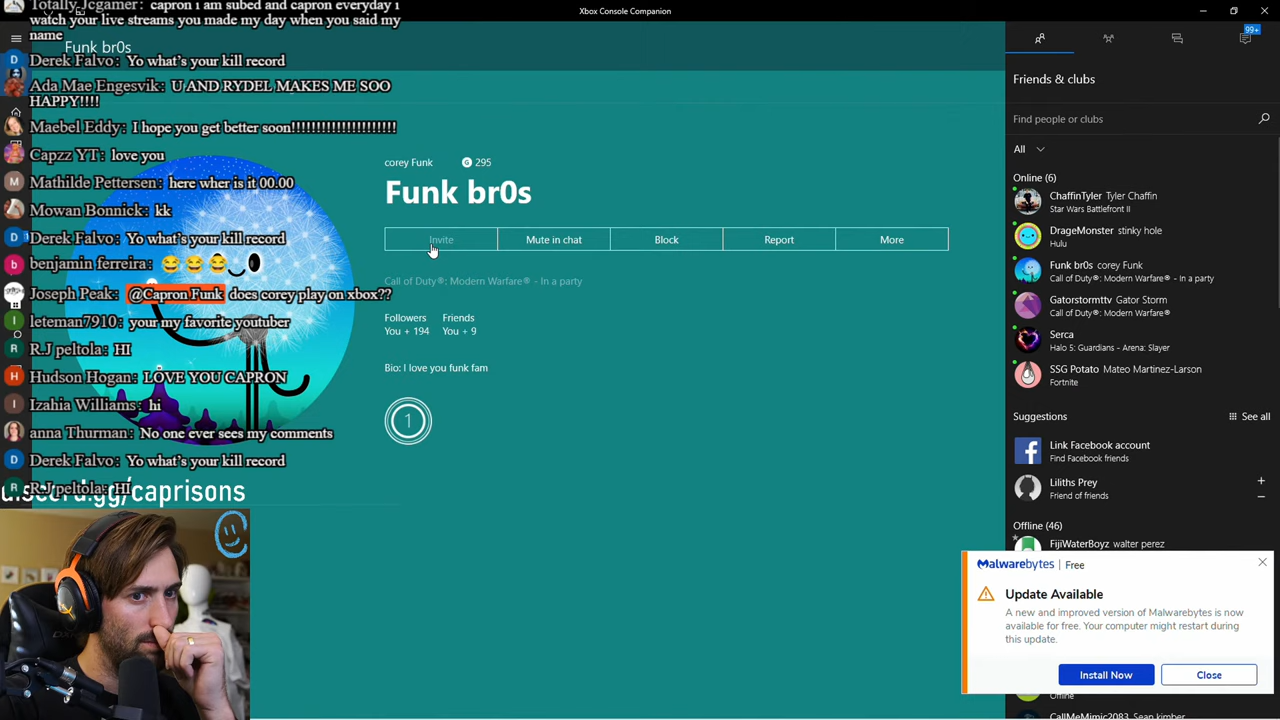 Totally Jcgamer: capron i am subed and capron everyday i
watch your live streams you made my day when you said my
name
Derek Falvo: Yo what's your kill record
Ada Mae Engesvik: U AND RYDEL MAKES ME SOO
HAPPY!!!!
Maebel Eddy: I hope you get better soon!!!!!!!!!!!!!!!!!!!!!!
Capzz YT: love you
Mathilde Pettersen: here wher is it 00.00
Mowan Bonnick: kk
Derek Falvo: Yo what's your kill record
benjamin ferreira: 😂😂😂
Joseph Peak: @Capron Funk does corey play on xbox??
leteman7910: your my favorite youtuber
R.J peltola: HI
Hudson Hogan: LOVE YOU CAPRON
Izahia Williams: hi
anna Thurman: No one ever sees my comments
Derek Falvo: Yo what's your kill record
R.J peltola: HI
discord.gg/caprisons
Xbox Console Companion
Funk br0s
corey Funk G 295
Funk br0s
Invite Mute in chat Block Report More
Call of Duty®: Modern Warfare® - In a party
Followers Friends
You + 194 You + 9
Bio: I love you funk fam
1
99+
Friends & clubs
Find people or clubs
All
Online (6)
ChaffinTyler Tyler Chaffin
Star Wars Battlefront II
DrageMonster stinky hole
Hulu
Funk br0s corey Funk
Call of Duty®: Modern Warfare® - In a party
Gatorstormttv Gator Storm
Call of Duty®: Modern Warfare®
Serca
Halo 5: Guardians - Arena: Slayer
SSG Potato Mateo Martinez-Larson
Fortnite
Suggestions See all
Link Facebook account
Find Facebook friends
Liliths Prey
Friend of friends
Offline (46)
FijiWaterBoyz walter perez
Malwarebytes | Free
Update Available
A new and improved version of Malwarebytes is now
available for free. Your computer might restart during
this update.
Install Now Close
Offline
CallMeMimic2083 Sean kimber